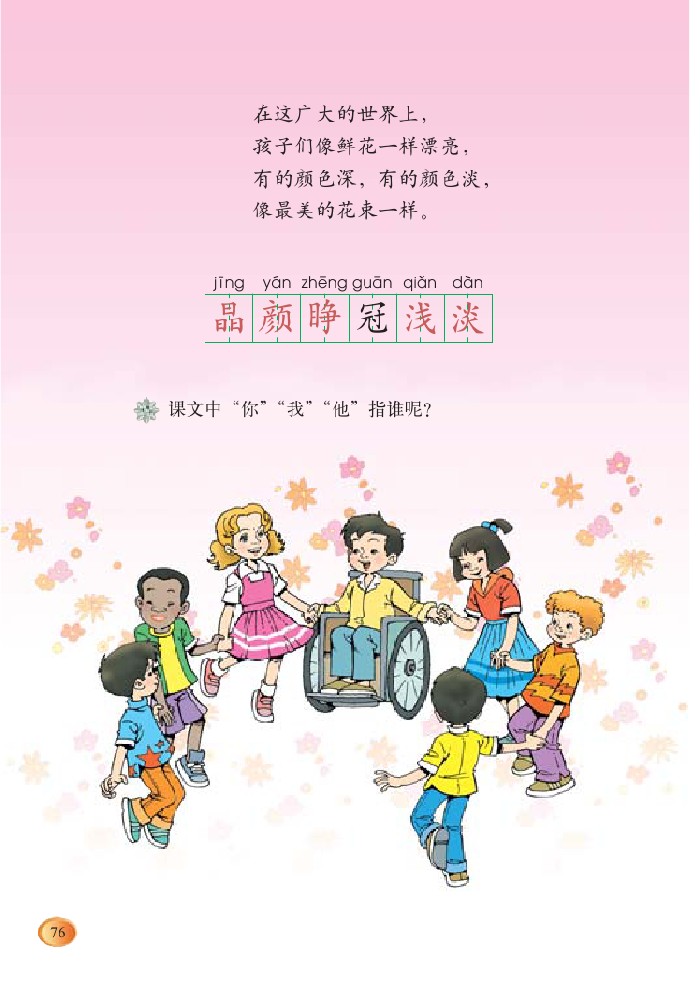 在这广大的世界上，
孩子们像鲜花一样漂亮，
有的颜色深，有的颜色淡，
像最美的花束一样。
jīng yán zhēng guān qiǎn dàn
晶 颜 睁 冠 浅 淡
课文中“你”“我”“他”指谁呢？
76